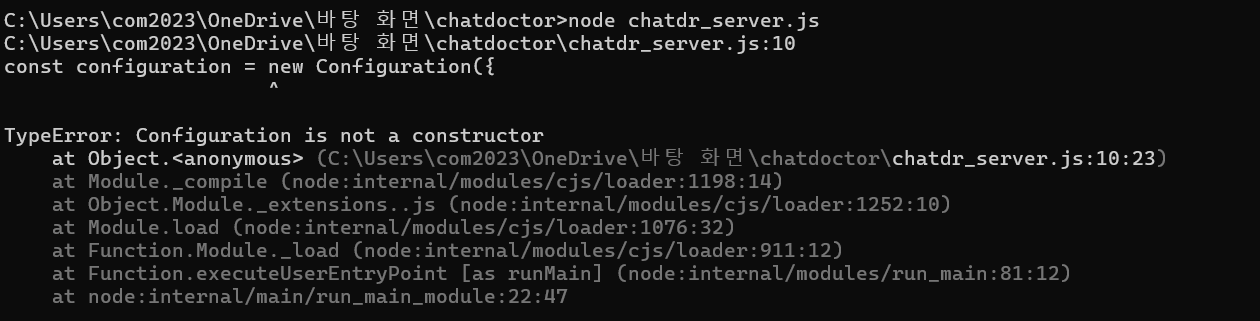 C:\Users\com2023\OneDrive\바탕 화면\chatdoctor>node chatdr_server.js
C:\Users\com2023\OneDrive\바탕 화면\chatdoctor\chatdr_server.js:10
const configuration = new Configuration({
                      ^
TypeError: Configuration is not a constructor
    at Object.<anonymous> (C:\Users\com2023\OneDrive\바탕 화면\chatdoctor\chatdr_server.js:10:23)
    at Module._compile (node:internal/modules/cjs/loader:1198:14)
    at Object.Module._extensions..js (node:internal/modules/cjs/loader:1252:10)
    at Module.load (node:internal/modules/cjs/loader:1076:32)
    at Function.Module._load (node:internal/modules/cjs/loader:911:12)
    at Function.executeUserEntryPoint [as runMain] (node:internal/modules/run_main:81:12)
    at node:internal/main/run_main_module:22:47